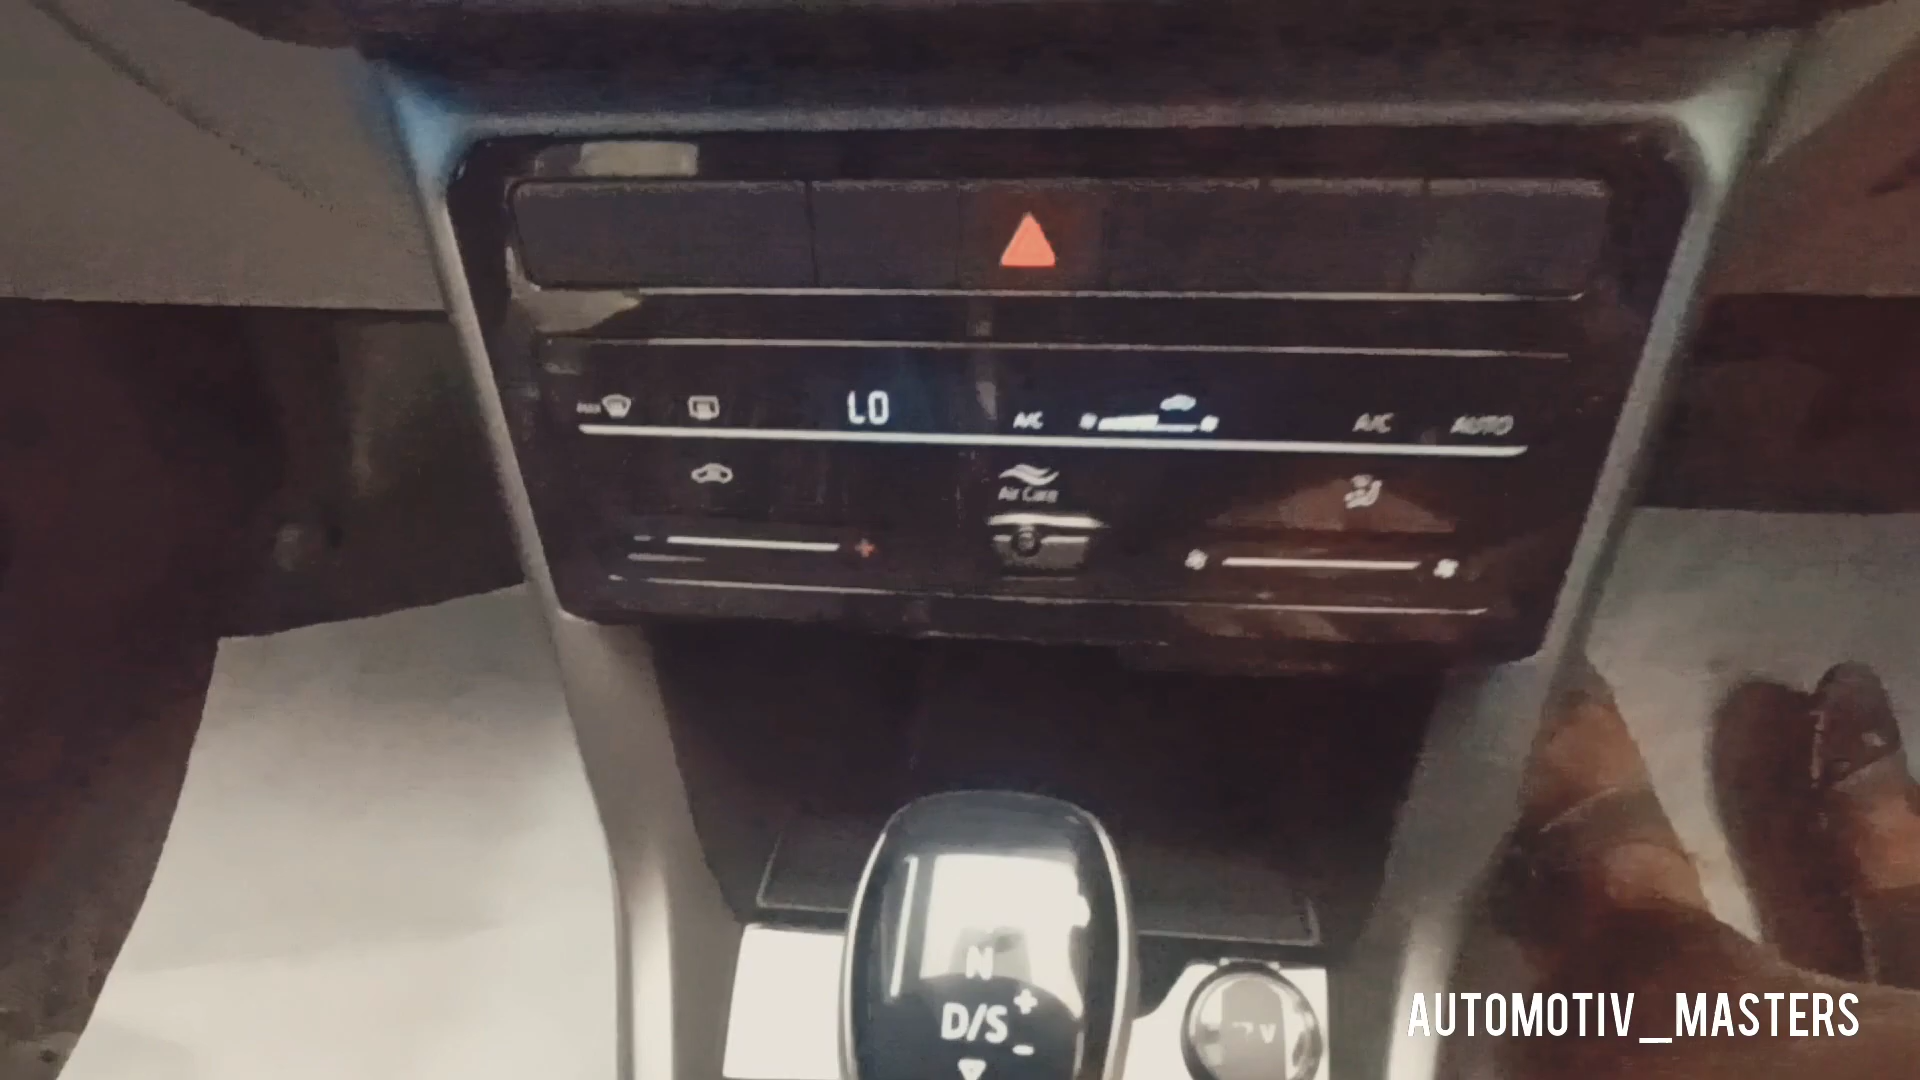 LO
A/C
A/C
AUTO
Air Care
N
D/S
+
-
AUTOMOTIV_MASTERS